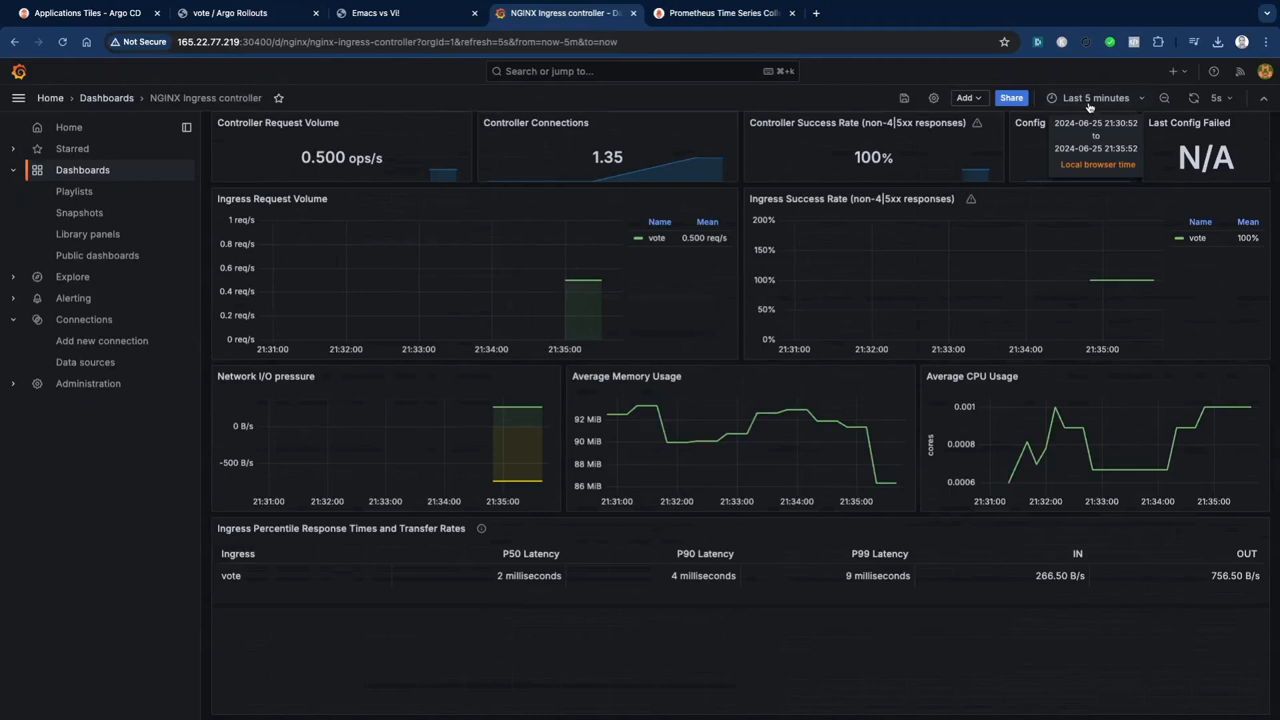 Applications Tiles - Argo CD
vote / Argo Rollouts
Emacs vs Vi!
NGINX Ingress controller - Da
Prometheus Time Series Colle
Not Secure
165.22.77.219:30400/d/nginx/nginx-ingress-controller?orgId=1&refresh=5s&from=now-5m&to=now
Search or jump to...
⌘+k
Home
Dashboards
NGINX Ingress controller
Add
Share
Last 5 minutes
5s
2024-06-25 21:30:52
to
2024-06-25 21:35:52
Local browser time
Home
Starred
Dashboards
Playlists
Snapshots
Library panels
Public dashboards
Explore
Alerting
Connections
Add new connection
Data sources
Administration
Controller Request Volume
0.500 ops/s
Controller Connections
1.35
Controller Success Rate (non-4|5xx responses)
100%
Config
Last Config Failed
N/A
Ingress Request Volume
1 req/s
0.8 req/s
0.6 req/s
0.4 req/s
0.2 req/s
0 req/s
21:31:00 21:32:00 21:33:00 21:34:00 21:35:00
Name Mean
vote 0.500 req/s
Ingress Success Rate (non-4|5xx responses)
200%
150%
100%
50%
0%
21:31:00 21:32:00 21:33:00 21:34:00 21:35:00
Name Mean
vote 100%
Network I/O pressure
0 B/s
-500 B/s
21:31:00 21:32:00 21:33:00 21:34:00 21:35:00
Average Memory Usage
92 MiB
90 MiB
88 MiB
86 MiB
21:31:00 21:32:00 21:33:00 21:34:00 21:35:00
Average CPU Usage
cores
0.001
0.0008
0.0006
21:31:00 21:32:00 21:33:00 21:34:00 21:35:00
Ingress Percentile Response Times and Transfer Rates
Ingress P50 Latency P90 Latency P99 Latency IN OUT
vote 2 milliseconds 4 milliseconds 9 milliseconds 266.50 B/s 756.50 B/s